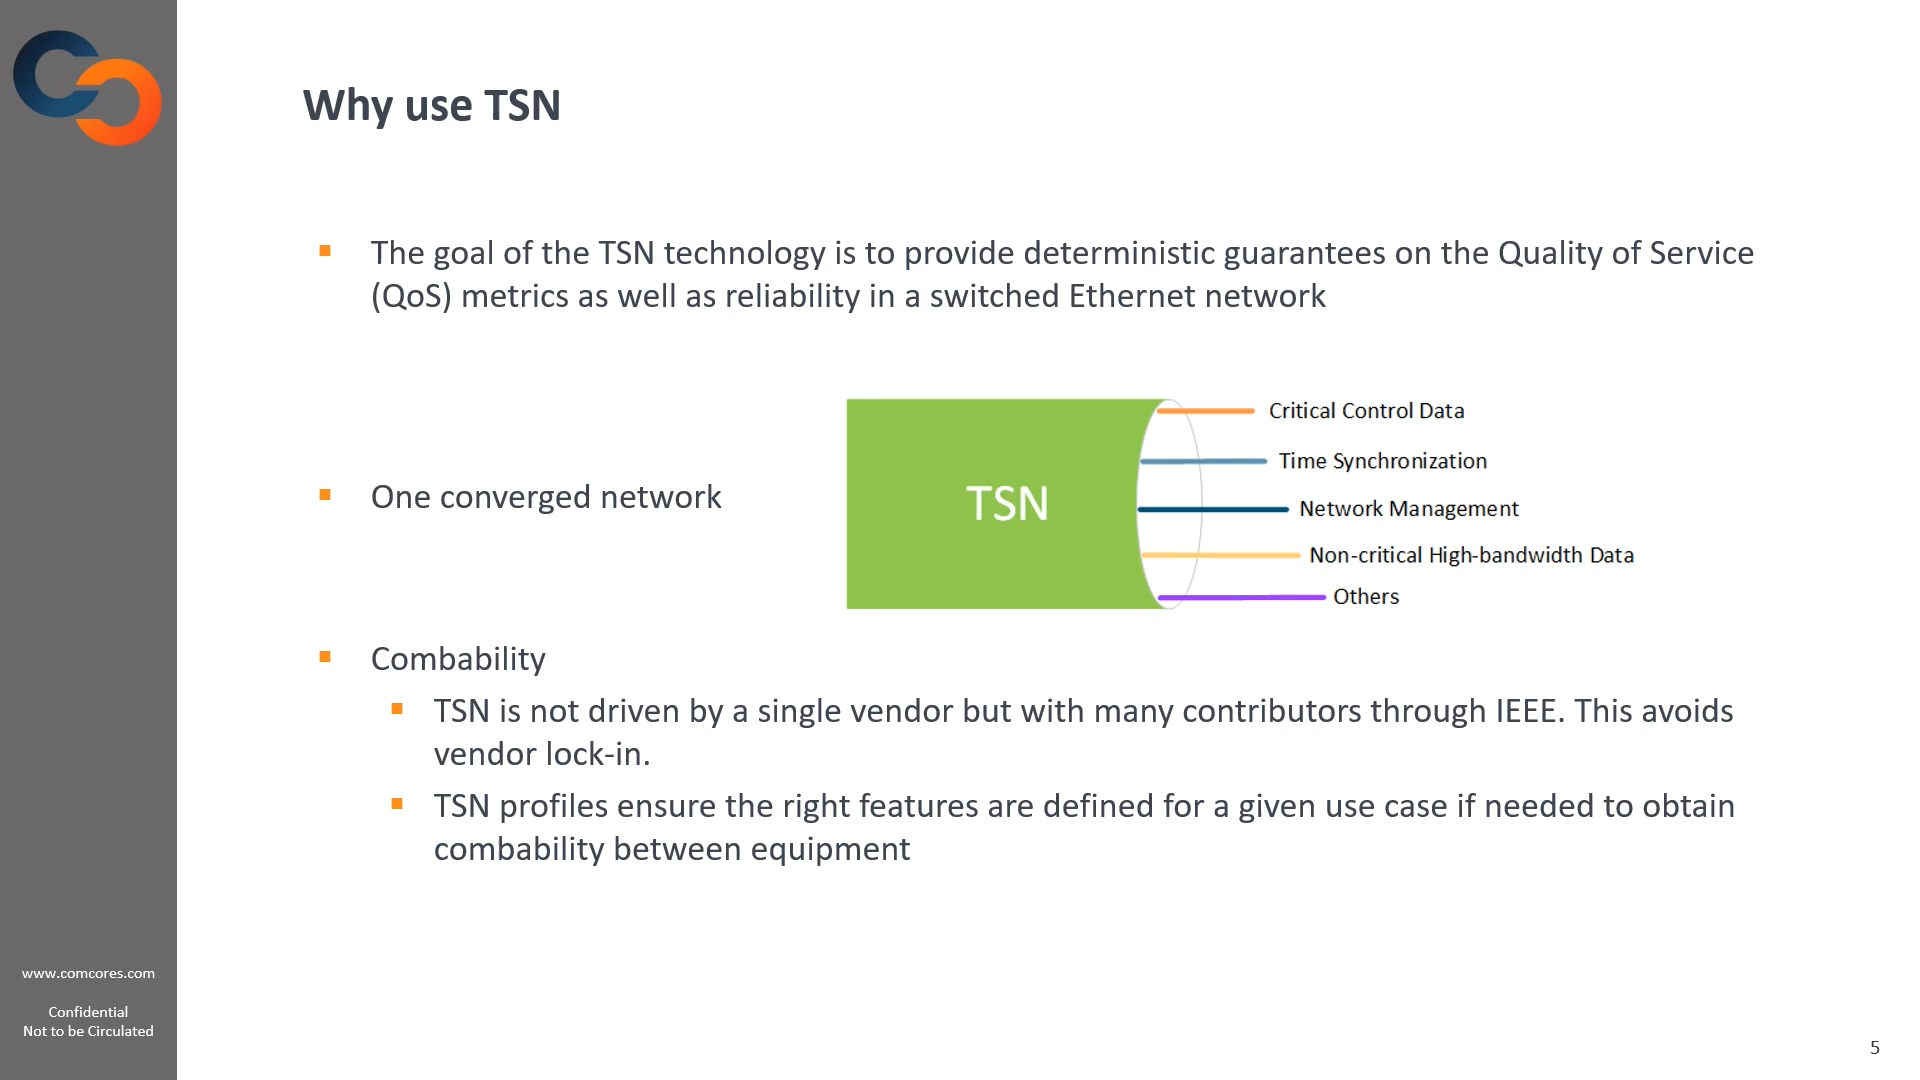 Why use TSN
The goal of the TSN technology is to provide deterministic guarantees on the Quality of Service
(QoS) metrics as well as reliability in a switched Ethernet network
One converged network
TSN
Critical Control Data
Time Synchronization
Network Management
Non-critical High-bandwidth Data
Others
Combability
TSN is not driven by a single vendor but with many contributors through IEEE. This avoids
vendor lock-in.
TSN profiles ensure the right features are defined for a given use case if needed to obtain
combability between equipment
www.comcores.com
Confidential
Not to be Circulated
5